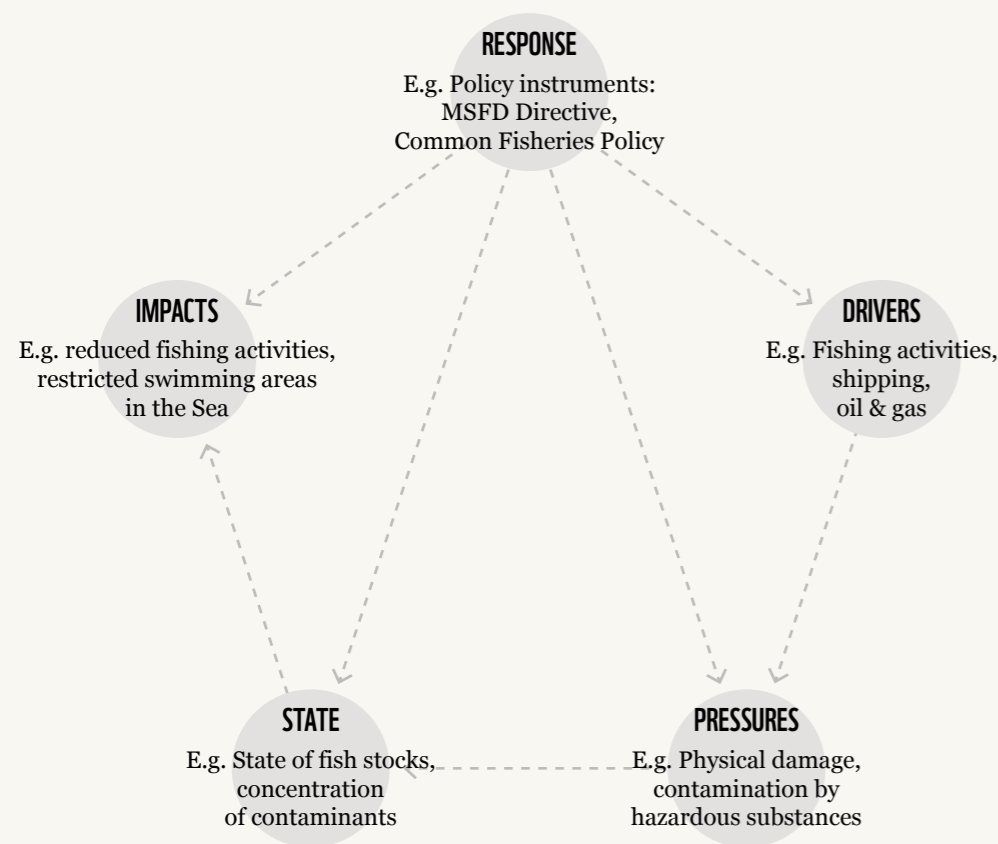 RESPONSE
E.g. Policy instruments:
MSFD Directive,
Common Fisheries Policy
IMPACTS
E.g. reduced fishing activities,
restricted swimming areas
in the Sea
DRIVERS
E.g. Fishing activities,
shipping,
oil & gas
STATE
E.g. State of fish stocks,
concentration
of contaminants
PRESSURES
E.g. Physical damage,
contamination by
hazardous substances